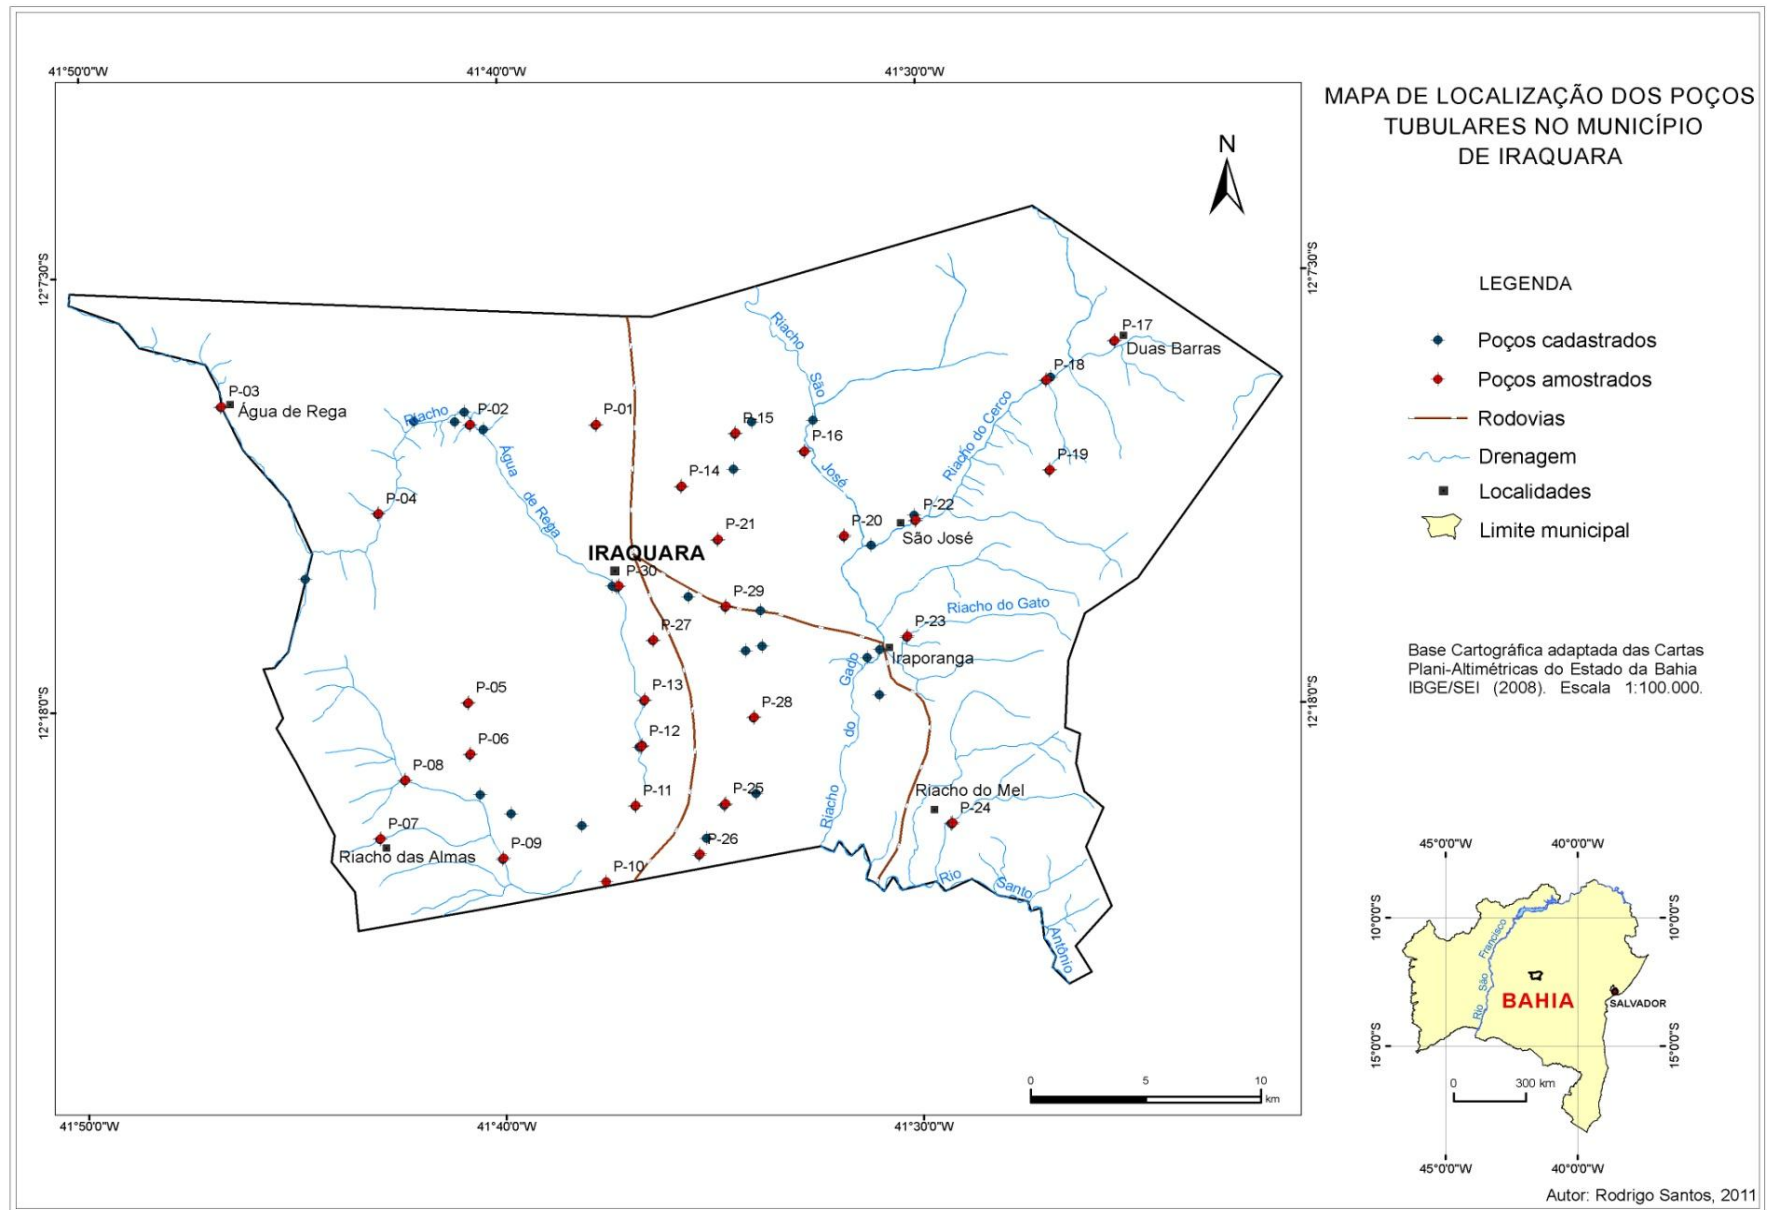 41°50'0"W
41°40'0"W
41°30'0"W
MAPA DE LOCALIZAÇÃO DOS POÇOS
TUBULARES NO MUNICÍPIO
DE IRAQUARA
N
12°7'30"S
12°7'30"S
LEGENDA
Poços cadastrados
Poços amostrados
Rodovias
Drenagem
Localidades
Limite municipal
Riacho
São
José
P-17
Duas Barras
P-18
P-03
Água de Rega
Riacho
P-02
P-01
P-15
P-16
Riacho do Cerco
P-19
Água
de Rega
P-14
P-04
P-21
P-20
P-22
São José
IRAQUARA
P-30
P-29
Riacho do Gato
P-27
P-23
Iraporanga
Base Cartográfica adaptada das Cartas
Plani-Altimétricas do Estado da Bahia
IBGE/SEI (2008). Escala 1:100.000.
P-05
P-13
P-28
12°18'0"S
12°18'0"S
P-06
P-12
Riacho
do
Gado
P-08
P-11
P-25
Riacho do Mel
P-24
P-07
Riacho das Almas
P-09
P-26
P-10
Rio
Santo
Antônio
45°0'0"W
40°0'0"W
10°0'0"S
10°0'0"S
Rio
São
Francisco
BAHIA
SALVADOR
15°0'0"S
15°0'0"S
0
300 km
0
5
10
km
45°0'0"W
40°0'0"W
41°50'0"W
41°40'0"W
41°30'0"W
Autor: Rodrigo Santos, 2011